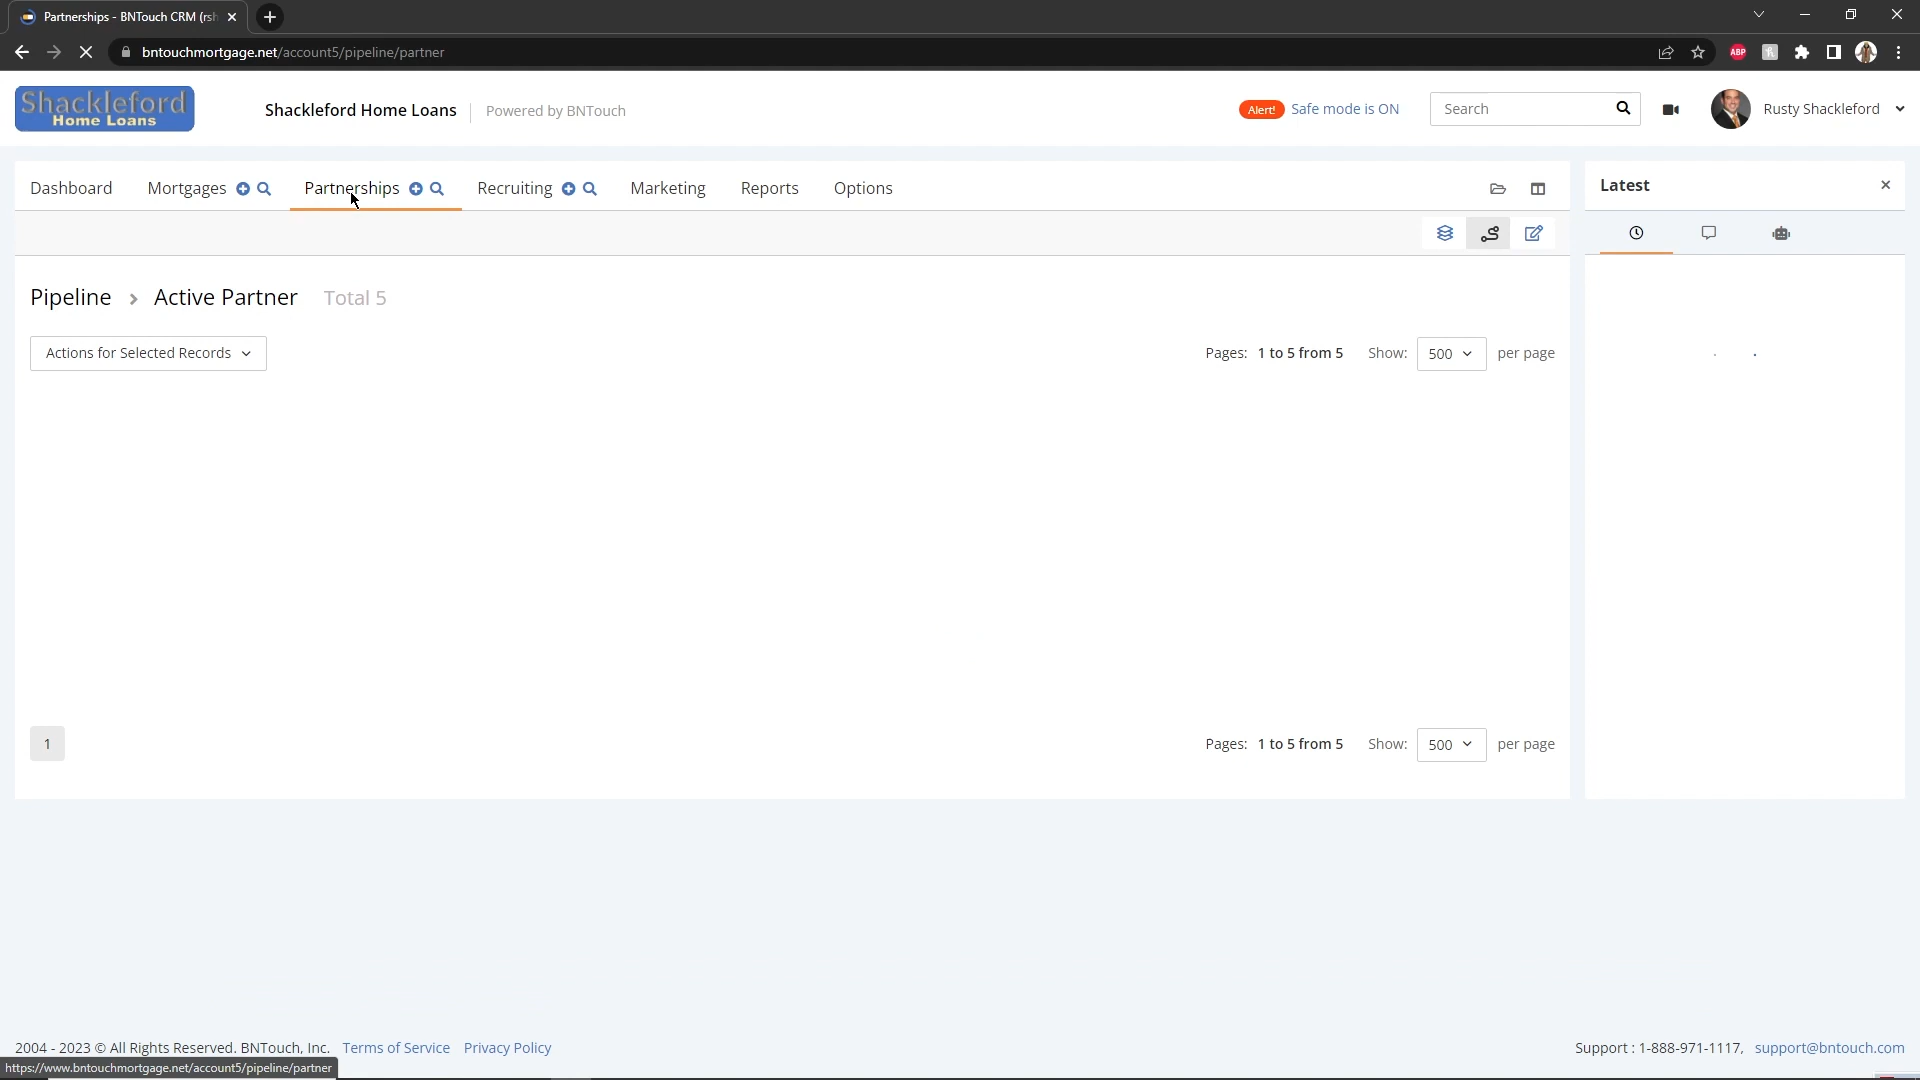 Partnerships - BNTouch CRM (rsh
bntouchmortgage.net/account5/pipeline/partner
ABP
Shackleford
Home Loans
Shackleford Home Loans
Powered by BNTouch
Alert!
Safe mode is ON
Search
Rusty Shackleford
Dashboard
Mortgages
Partnerships
Recruiting
Marketing
Reports
Options
Latest
Pipeline > Active Partner Total 5
Actions for Selected Records
Pages: 1 to 5 from 5 Show: 500 per page
1
Pages: 1 to 5 from 5 Show: 500 per page
2004 - 2023 © All Rights Reserved. BNTouch, Inc. Terms of Service Privacy Policy
Support : 1-888-971-1117, support@bntouch.com
https://www.bntouchmortgage.net/account5/pipeline/partner